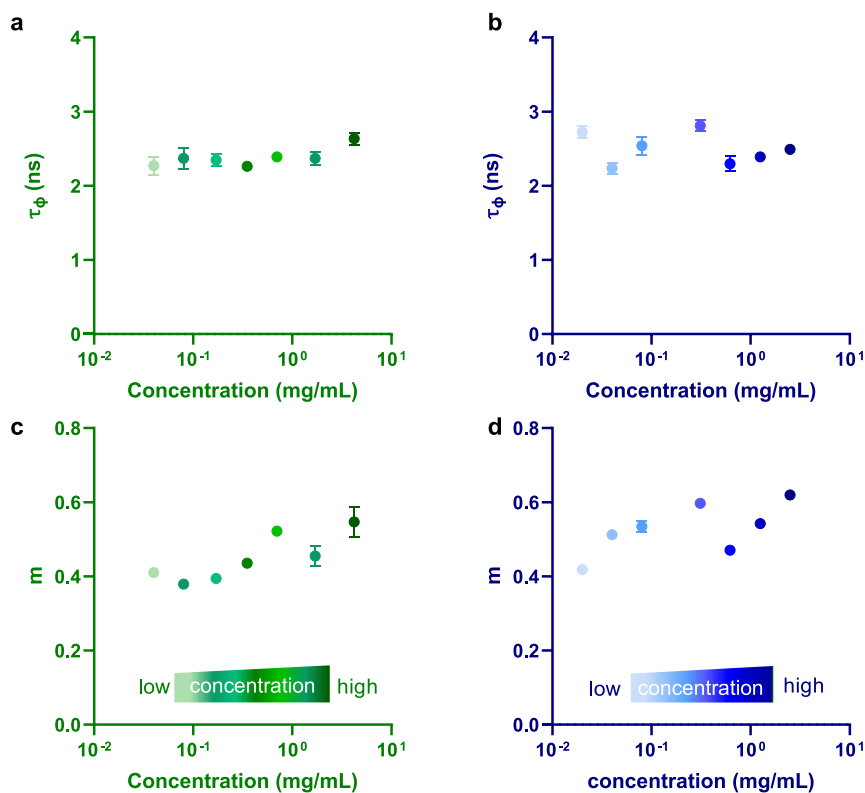 a
4
3
2
1
0
τϕ (ns)
10-2
10-1
100
101
Concentration (mg/mL)
b
4
3
2
1
0
τϕ (ns)
10-2
10-1
100
101
Concentration (mg/mL)
c
0.8
0.6
0.4
0.2
0.0
m
low
concentration
high
10-2
10-1
100
101
Concentration (mg/mL)
d
0.8
0.6
0.4
0.2
0.0
m
low
concentration
high
10-2
10-1
100
101
concentration (mg/mL)